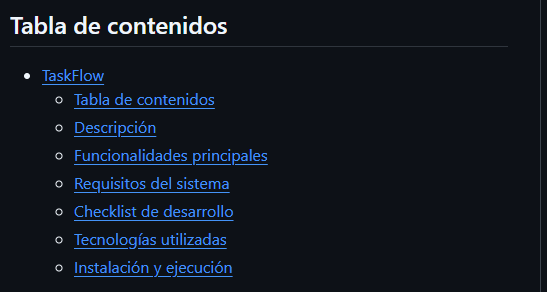 Tabla de contenidos
TaskFlow
Tabla de contenidos
Descripción
Funcionalidades principales
Requisitos del sistema
Checklist de desarrollo
Tecnologías utilizadas
Instalación y ejecución